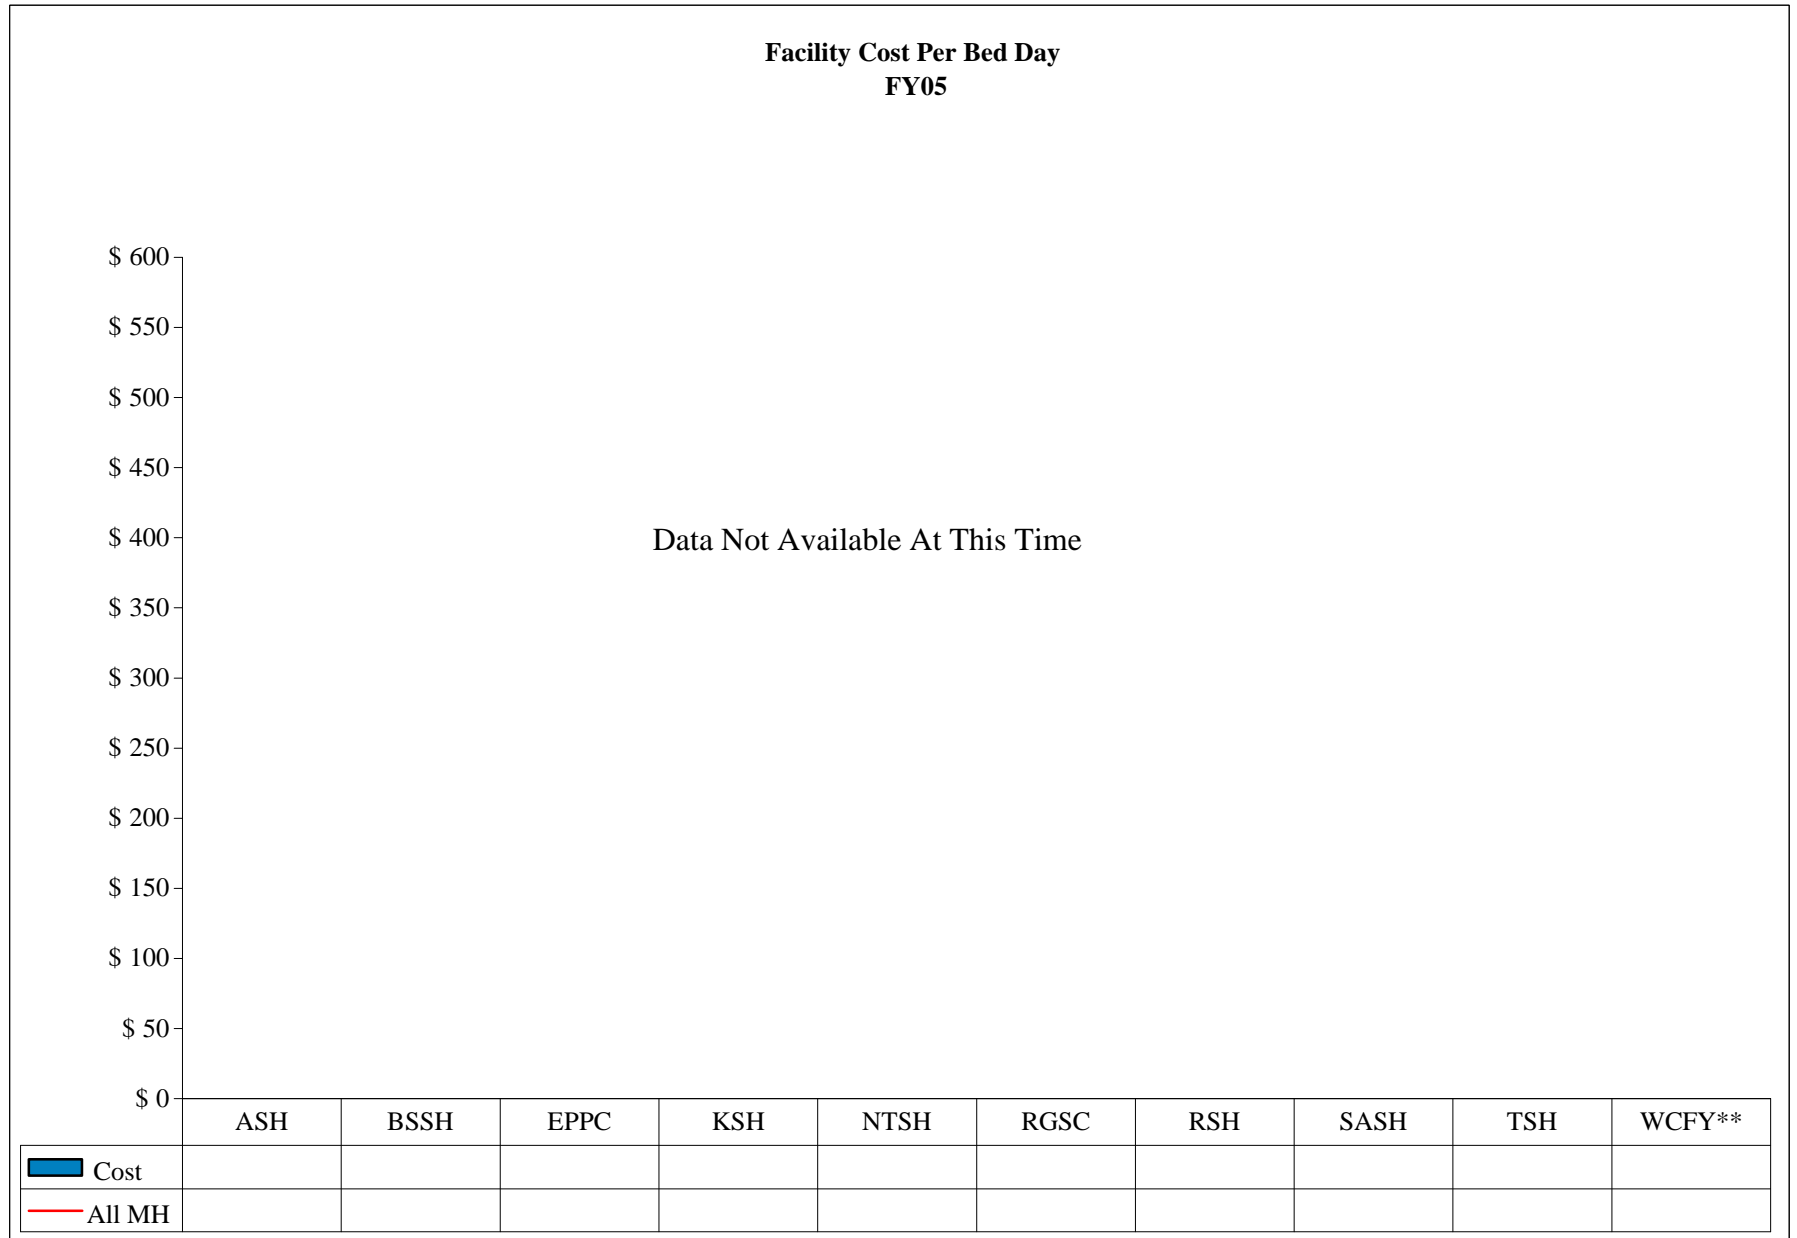 Facility Cost Per Bed Day
FY05
$ 600
$ 550
$ 500
$ 450
$ 400
Data Not Available At This Time
$ 350
$ 300
$ 250
$ 200
$ 150
$ 100
$ 50
$ 0
ASH BSSH EPPC KSH NTSH RGSC RSH SASH TSH WCFY**
Cost
All MH